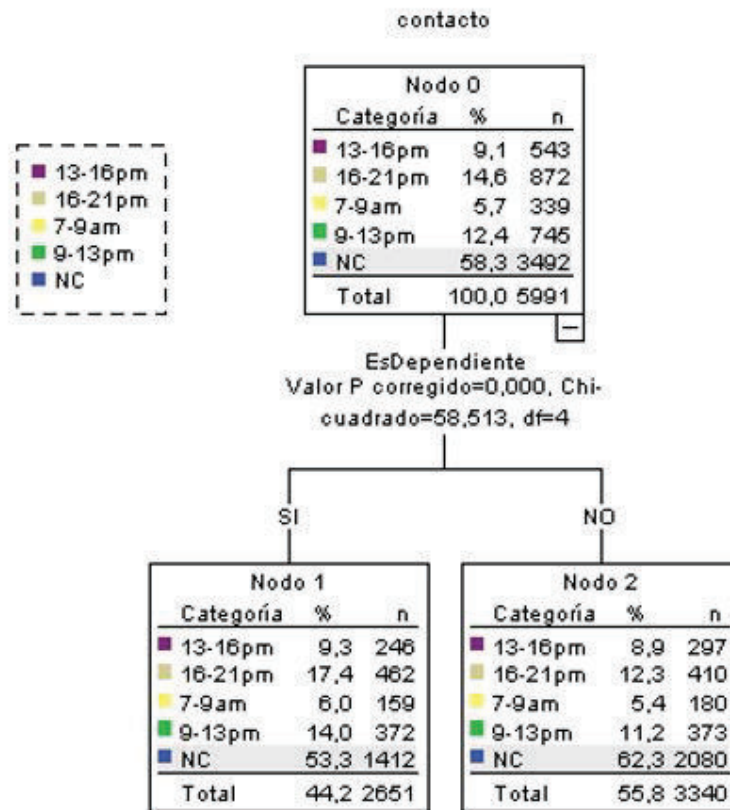 contacto
Nodo 0
Categoría % n
13-16pm 9,1 543
16-21pm 14,6 872
7-9am 5,7 339
9-13pm 12,4 745
NC 58,3 3492
Total 100,0 5991
13-16pm
16-21pm
7-9am
9-13pm
NC
EsDependiente
Valor P corregido=0,000, Chi-
cuadrado=58,513, df=4
SI
NO
Nodo 1
Categoría % n
13-16pm 9,3 246
16-21pm 17,4 462
7-9am 6,0 159
9-13pm 14,0 372
NC 53,3 1412
Total 44,2 2651
Nodo 2
Categoría % n
13-16pm 8,9 297
16-21pm 12,3 410
7-9am 5,4 180
9-13pm 11,2 373
NC 62,3 2080
Total 55,8 3340